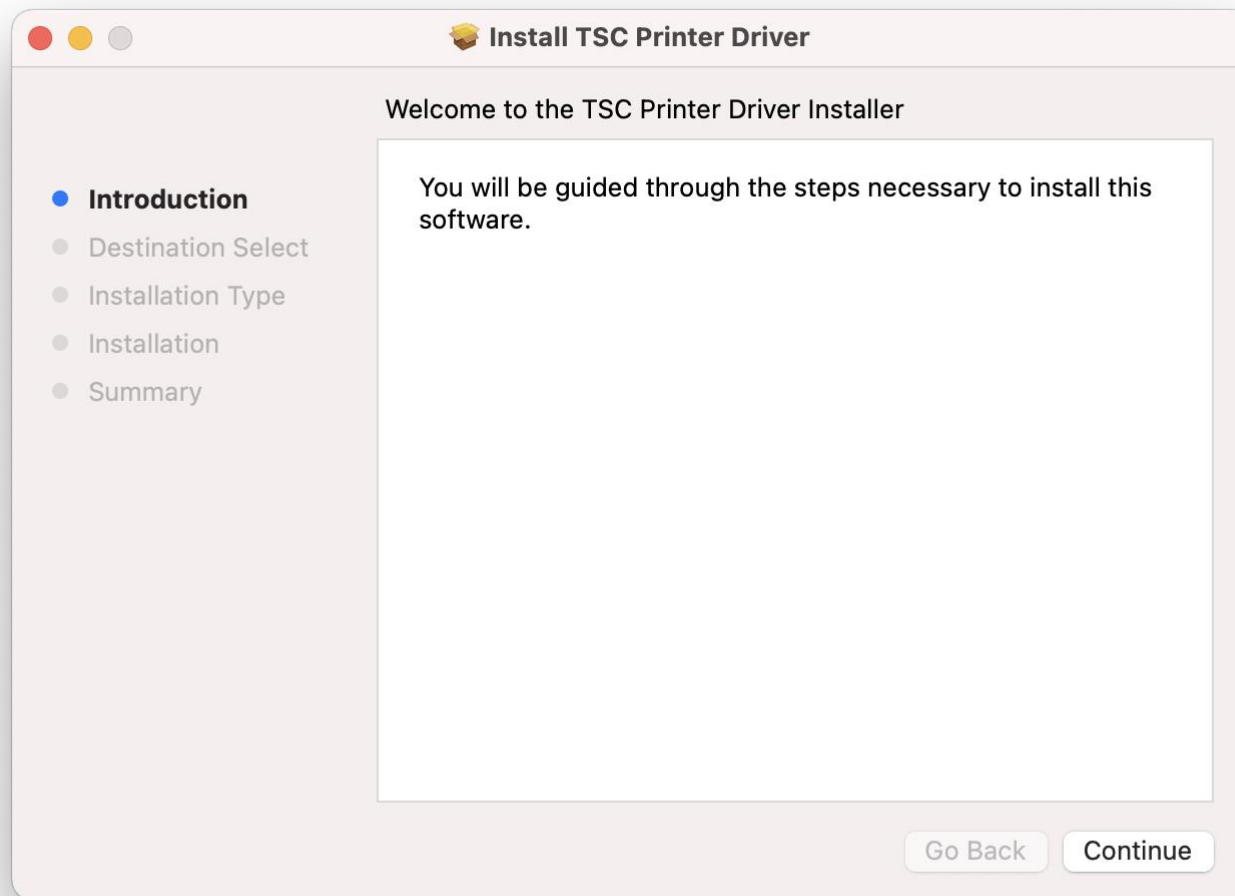 Install TSC Printer Driver
Welcome to the TSC Printer Driver Installer
Introduction
Destination Select
Installation Type
Installation
Summary
You will be guided through the steps necessary to install this
software.
Go Back
Continue